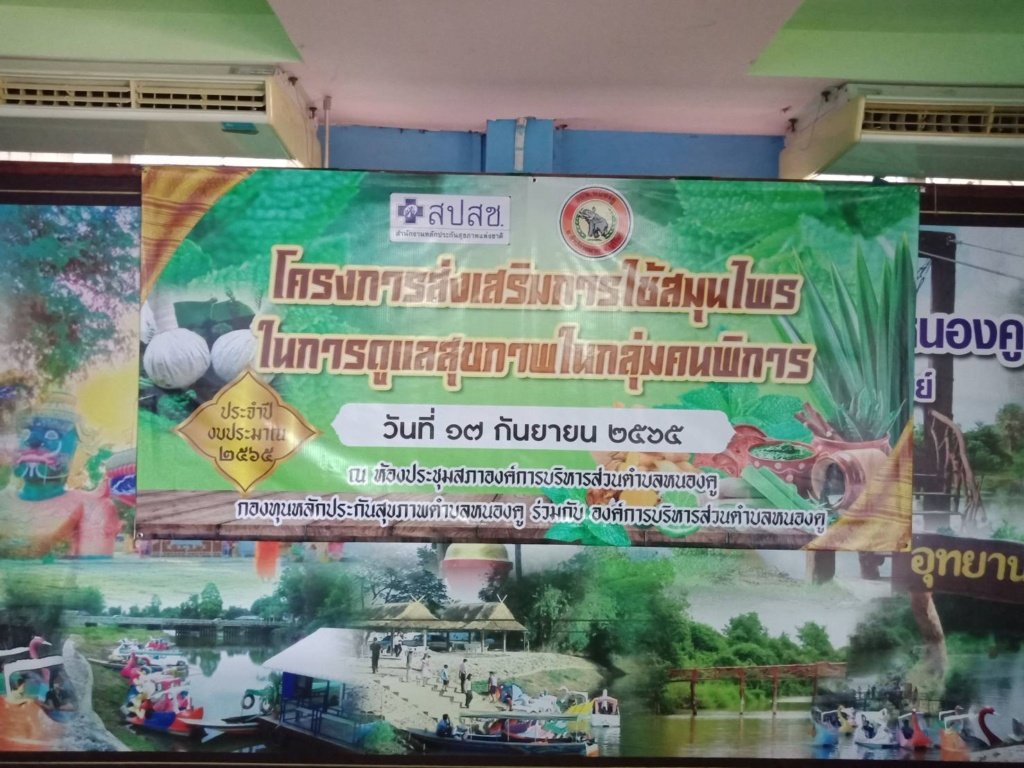 สปสช.
สำนักงานหลักประกันสุขภาพแห่งชาติ
โครงการส่งเสริมการใช้สมุนไพร
ในการดูแลสุขภาพในกลุ่มคนพิการ
ประจำปี
งบประมาณ
๒๕๖๕
วันที่ ๑๗ กันยายน ๒๕๖๕
ณ ห้องประชุมสภาองค์การบริหารส่วนตำบลหนองคู
กองทุนหลักประกันสุขภาพตำบลหนองคู ร่วมกับ องค์การบริหารส่วนตำบลหนองคู
หนองคู
ย์
อุทยาน